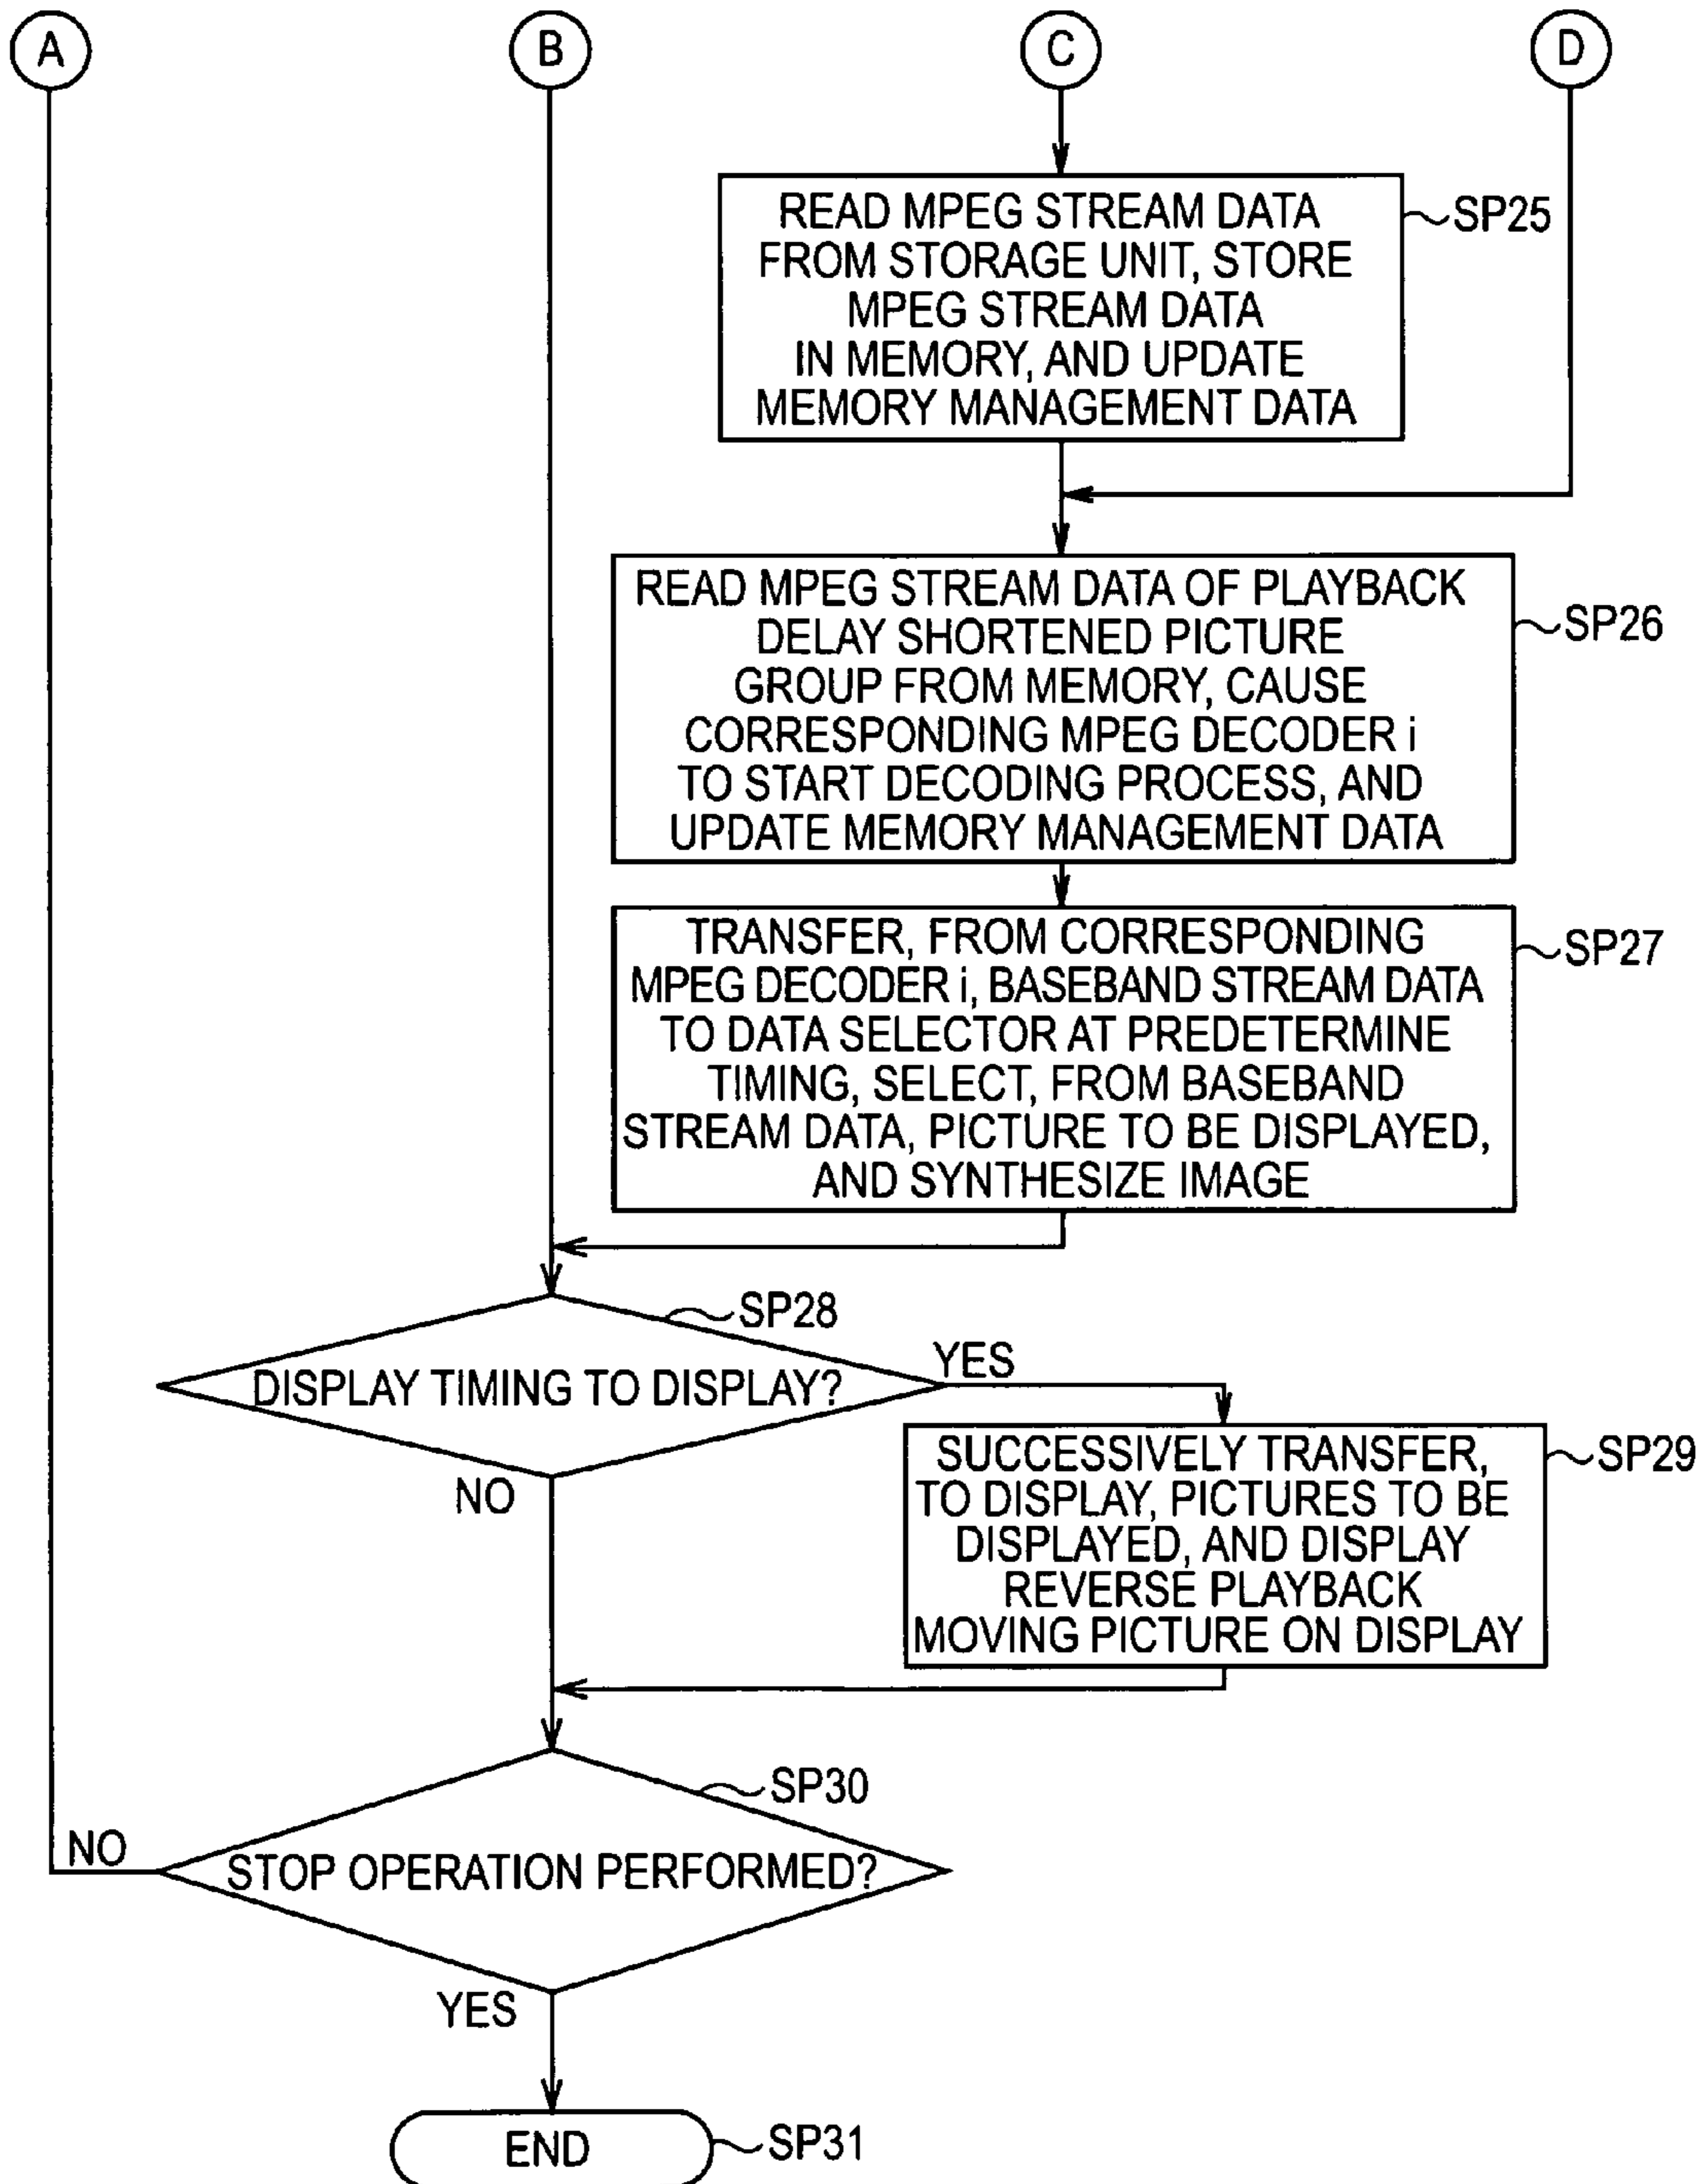 A
B
C
D
READ MPEG STREAM DATA
FROM STORAGE UNIT, STORE
MPEG STREAM DATA
IN MEMORY, AND UPDATE
MEMORY MANAGEMENT DATA
SP25
READ MPEG STREAM DATA OF PLAYBACK
DELAY SHORTENED PICTURE
GROUP FROM MEMORY, CAUSE
CORRESPONDING MPEG DECODER i
TO START DECODING PROCESS, AND
UPDATE MEMORY MANAGEMENT DATA
SP26
TRANSFER, FROM CORRESPONDING
MPEG DECODER i, BASEBAND STREAM DATA
TO DATA SELECTOR AT PREDETERMINE
TIMING, SELECT, FROM BASEBAND
STREAM DATA, PICTURE TO BE DISPLAYED,
AND SYNTHESIZE IMAGE
SP27
SP28
DISPLAY TIMING TO DISPLAY?
YES
NO
SUCCESSIVELY TRANSFER,
TO DISPLAY, PICTURES TO BE
DISPLAYED, AND DISPLAY
REVERSE PLAYBACK
MOVING PICTURE ON DISPLAY
SP29
SP30
NO
STOP OPERATION PERFORMED?
YES
END
SP31